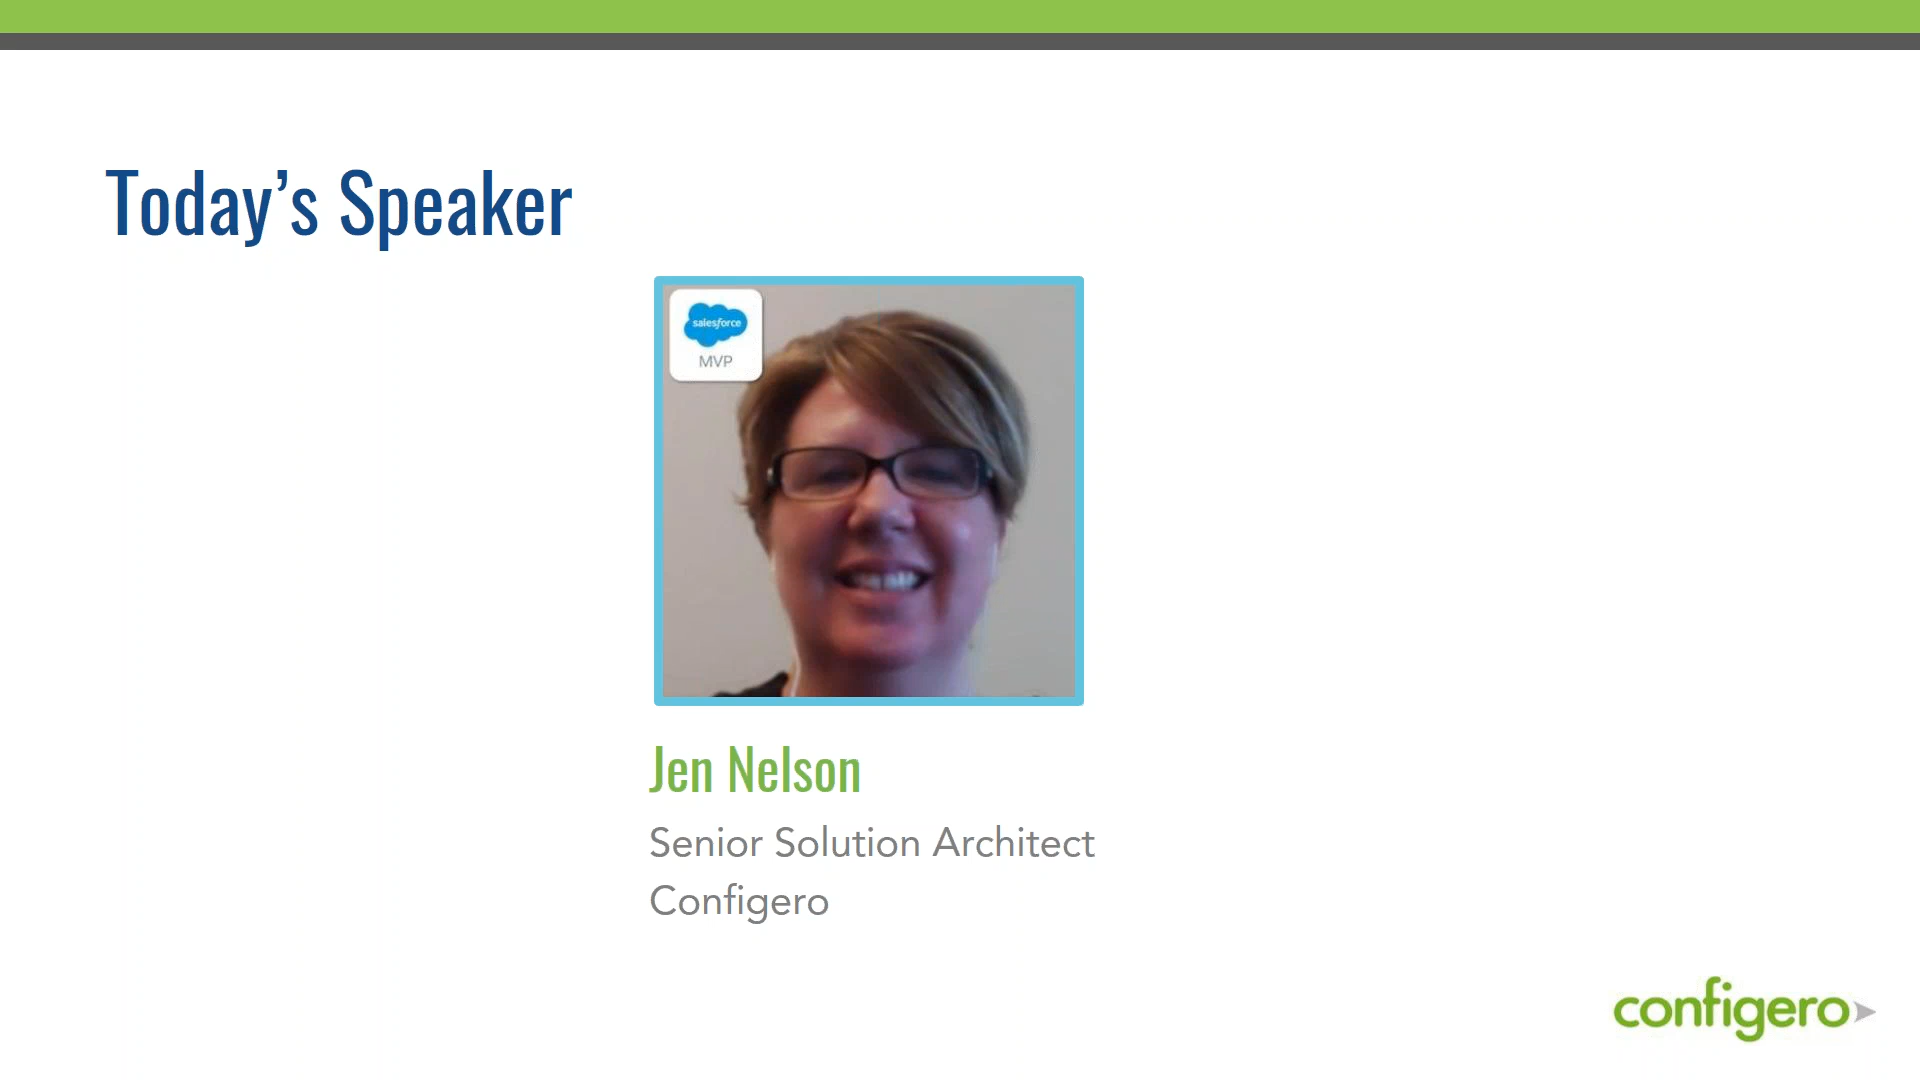 Today’s Speaker
salesforce
MVP
Jen Nelson
Senior Solution Architect
Configero
configero